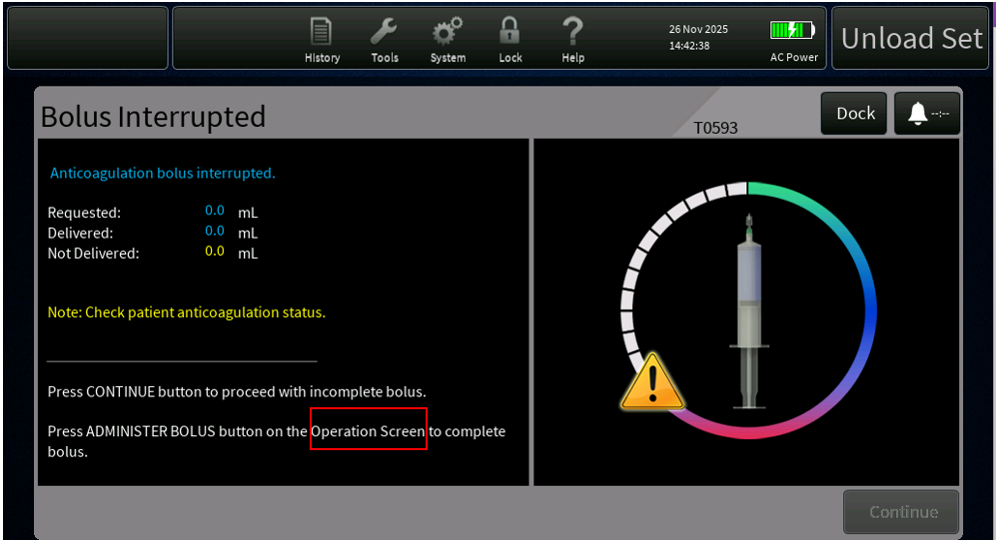 History
Tools
System
Lock
Help
26 Nov 2025
14:42:38
AC Power
Unload Set
Bolus Interrupted
T0593
Dock
--:--
Anticoagulation bolus interrupted.
Requested: 0.0 mL
Delivered: 0.0 mL
Not Delivered: 0.0 mL
Note: Check patient anticoagulation status.
Press CONTINUE button to proceed with incomplete bolus.
Press ADMINISTER BOLUS button on the Operation Screen to complete
bolus.
Continue